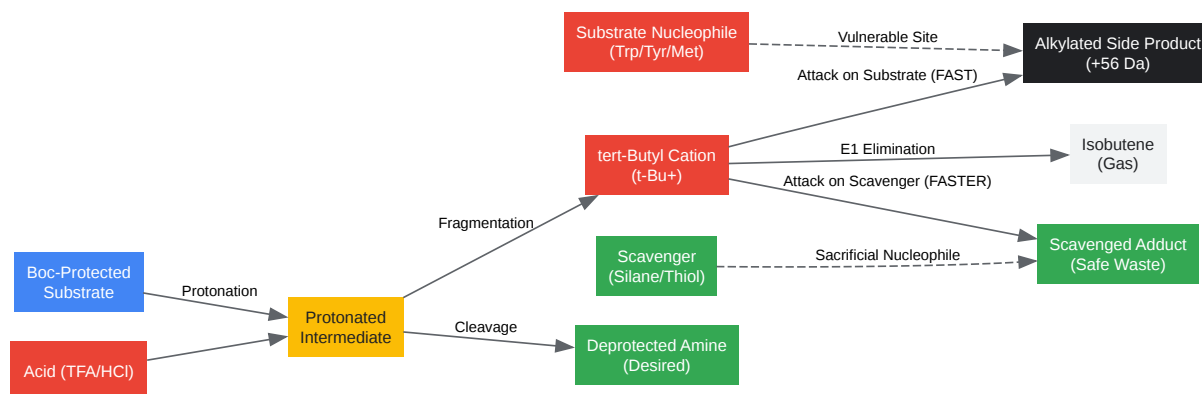 Substrate Nucleophile
(Trp/Tyr/Met)
Vulnerable Site
Alkylated Side Product
(+56 Da)
Attack on Substrate (FAST)
tert-Butyl Cation
(t-Bu+)
E1 Elimination
Isobutene
(Gas)
Attack on Scavenger (FASTER)
Fragmentation
Scavenger
(Silane/Thiol)
Sacrificial Nucleophile
Scavenged Adduct
(Safe Waste)
Boc-Protected
Substrate
Protonation
Protonated
Intermediate
Cleavage
Deprotected Amine
(Desired)
Acid (TFA/HCl)